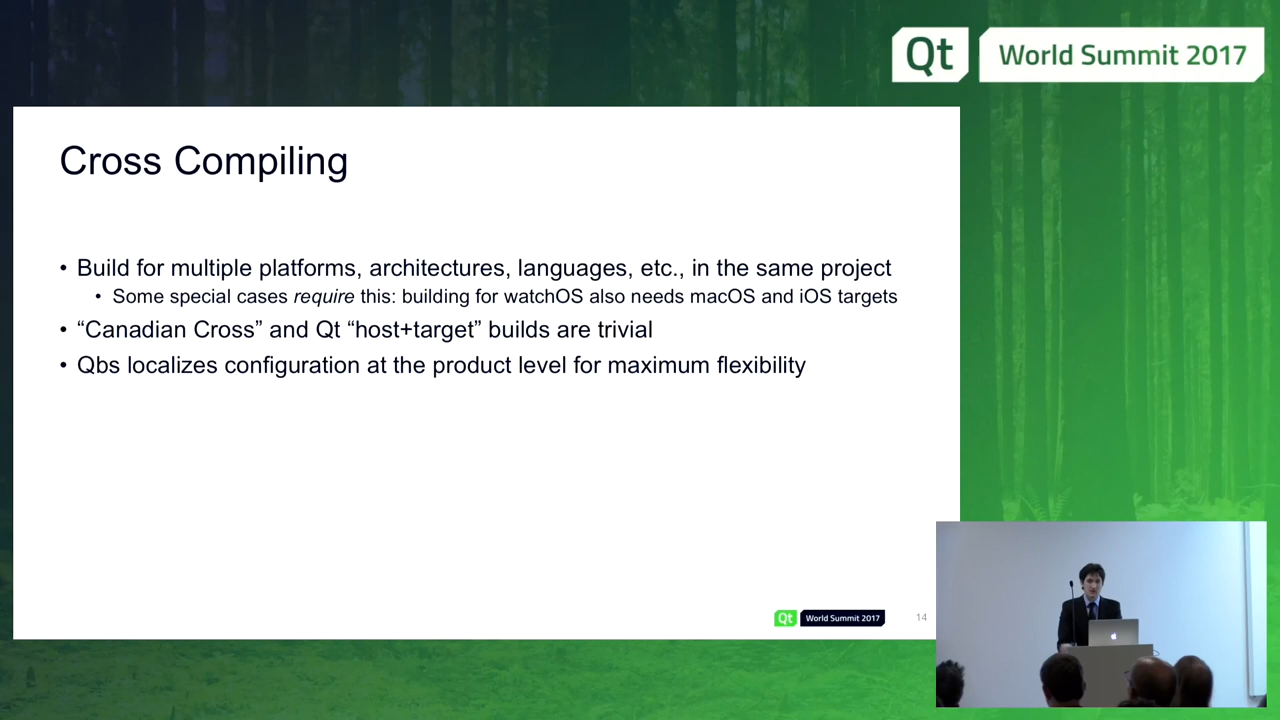 Qt World Summit 2017
Cross Compiling
• Build for multiple platforms, architectures, languages, etc., in the same project
• Some special cases require this: building for watchOS also needs macOS and iOS targets
• “Canadian Cross” and Qt “host+target” builds are trivial
• Qbs localizes configuration at the product level for maximum flexibility
Qt World Summit 2017
14